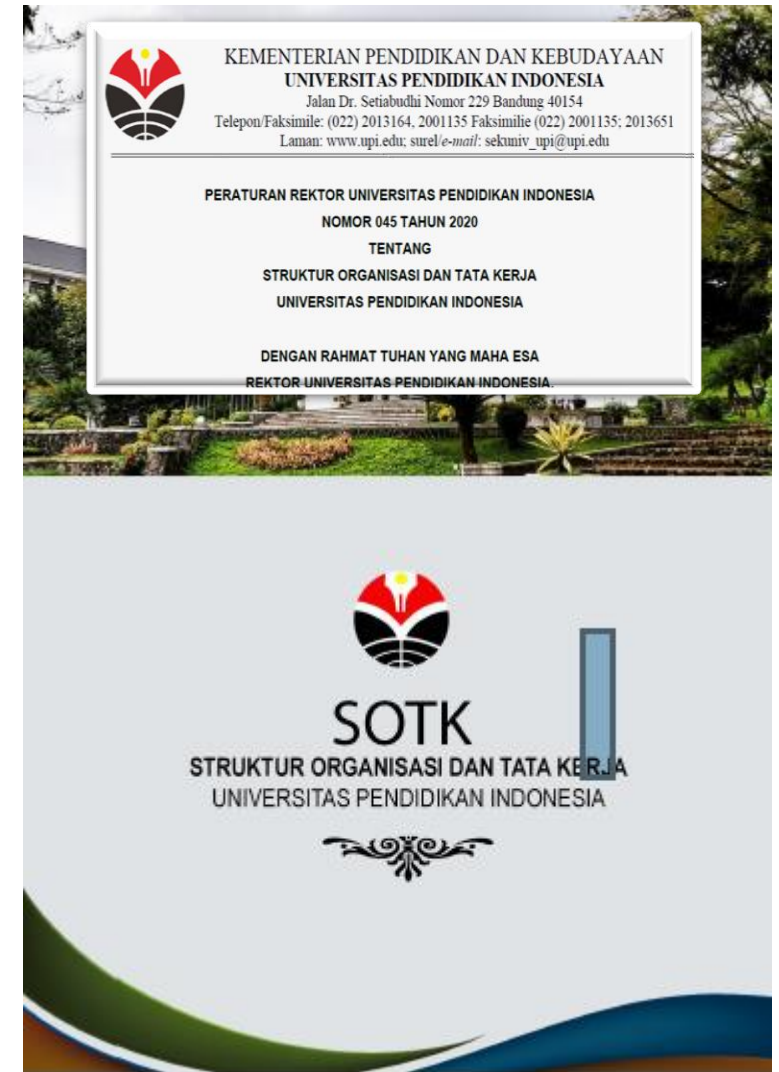 KEMENTERIAN PENDIDIKAN DAN KEBUDAYAAN
UNIVERSITAS PENDIDIKAN INDONESIA
Jalan Dr. Setiabudhi Nomor 229 Bandung 40154
Telepon/Faksimile: (022) 2013164, 2001135 Faksimilie (022) 2001135; 2013651
Laman: www.upi.edu; surel/e-mail: sekuniv_upi@upi.edu
PERATURAN REKTOR UNIVERSITAS PENDIDIKAN INDONESIA
NOMOR 045 TAHUN 2020
TENTANG
STRUKTUR ORGANISASI DAN TATA KERJA
UNIVERSITAS PENDIDIKAN INDONESIA
DENGAN RAHMAT TUHAN YANG MAHA ESA
REKTOR UNIVERSITAS PENDIDIKAN INDONESIA.
SOTK
STRUKTUR ORGANISASI DAN TATA KERJA
UNIVERSITAS PENDIDIKAN INDONESIA